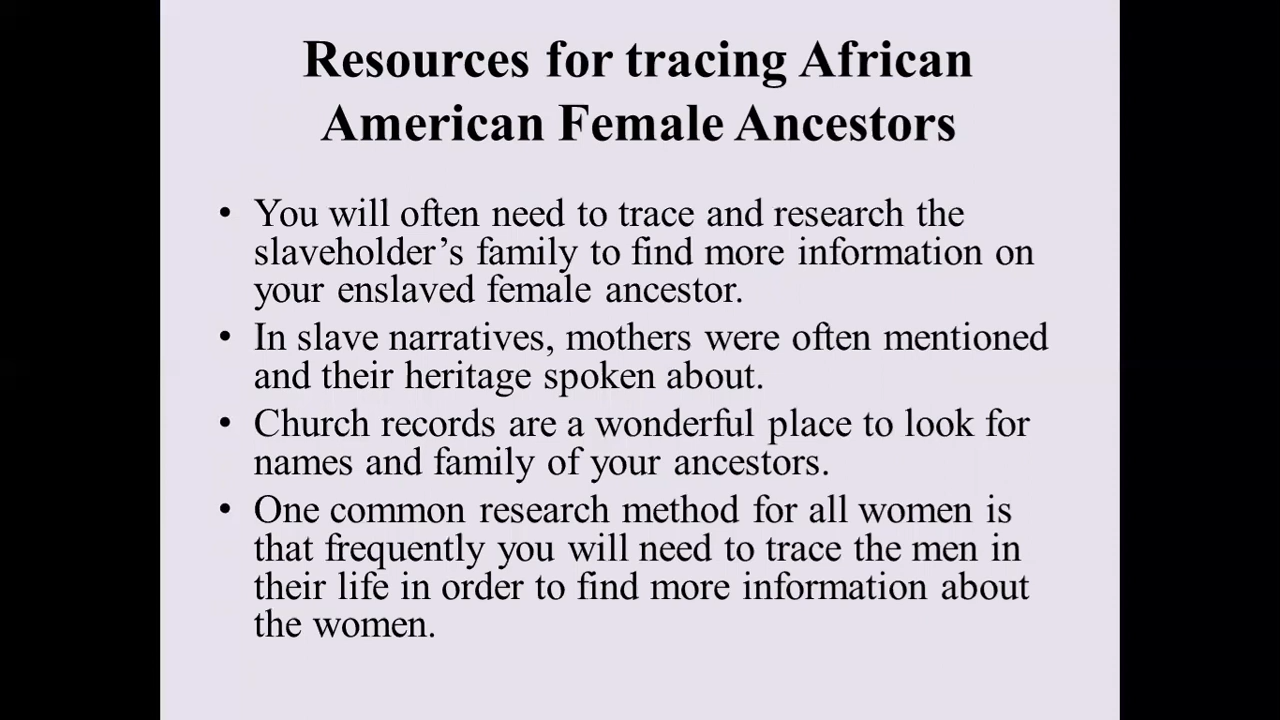 Resources for tracing African
American Female Ancestors
• You will often need to trace and research the
slaveholder’s family to find more information on
your enslaved female ancestor.
• In slave narratives, mothers were often mentioned
and their heritage spoken about.
• Church records are a wonderful place to look for
names and family of your ancestors.
• One common research method for all women is
that frequently you will need to trace the men in
their life in order to find more information about
the women.